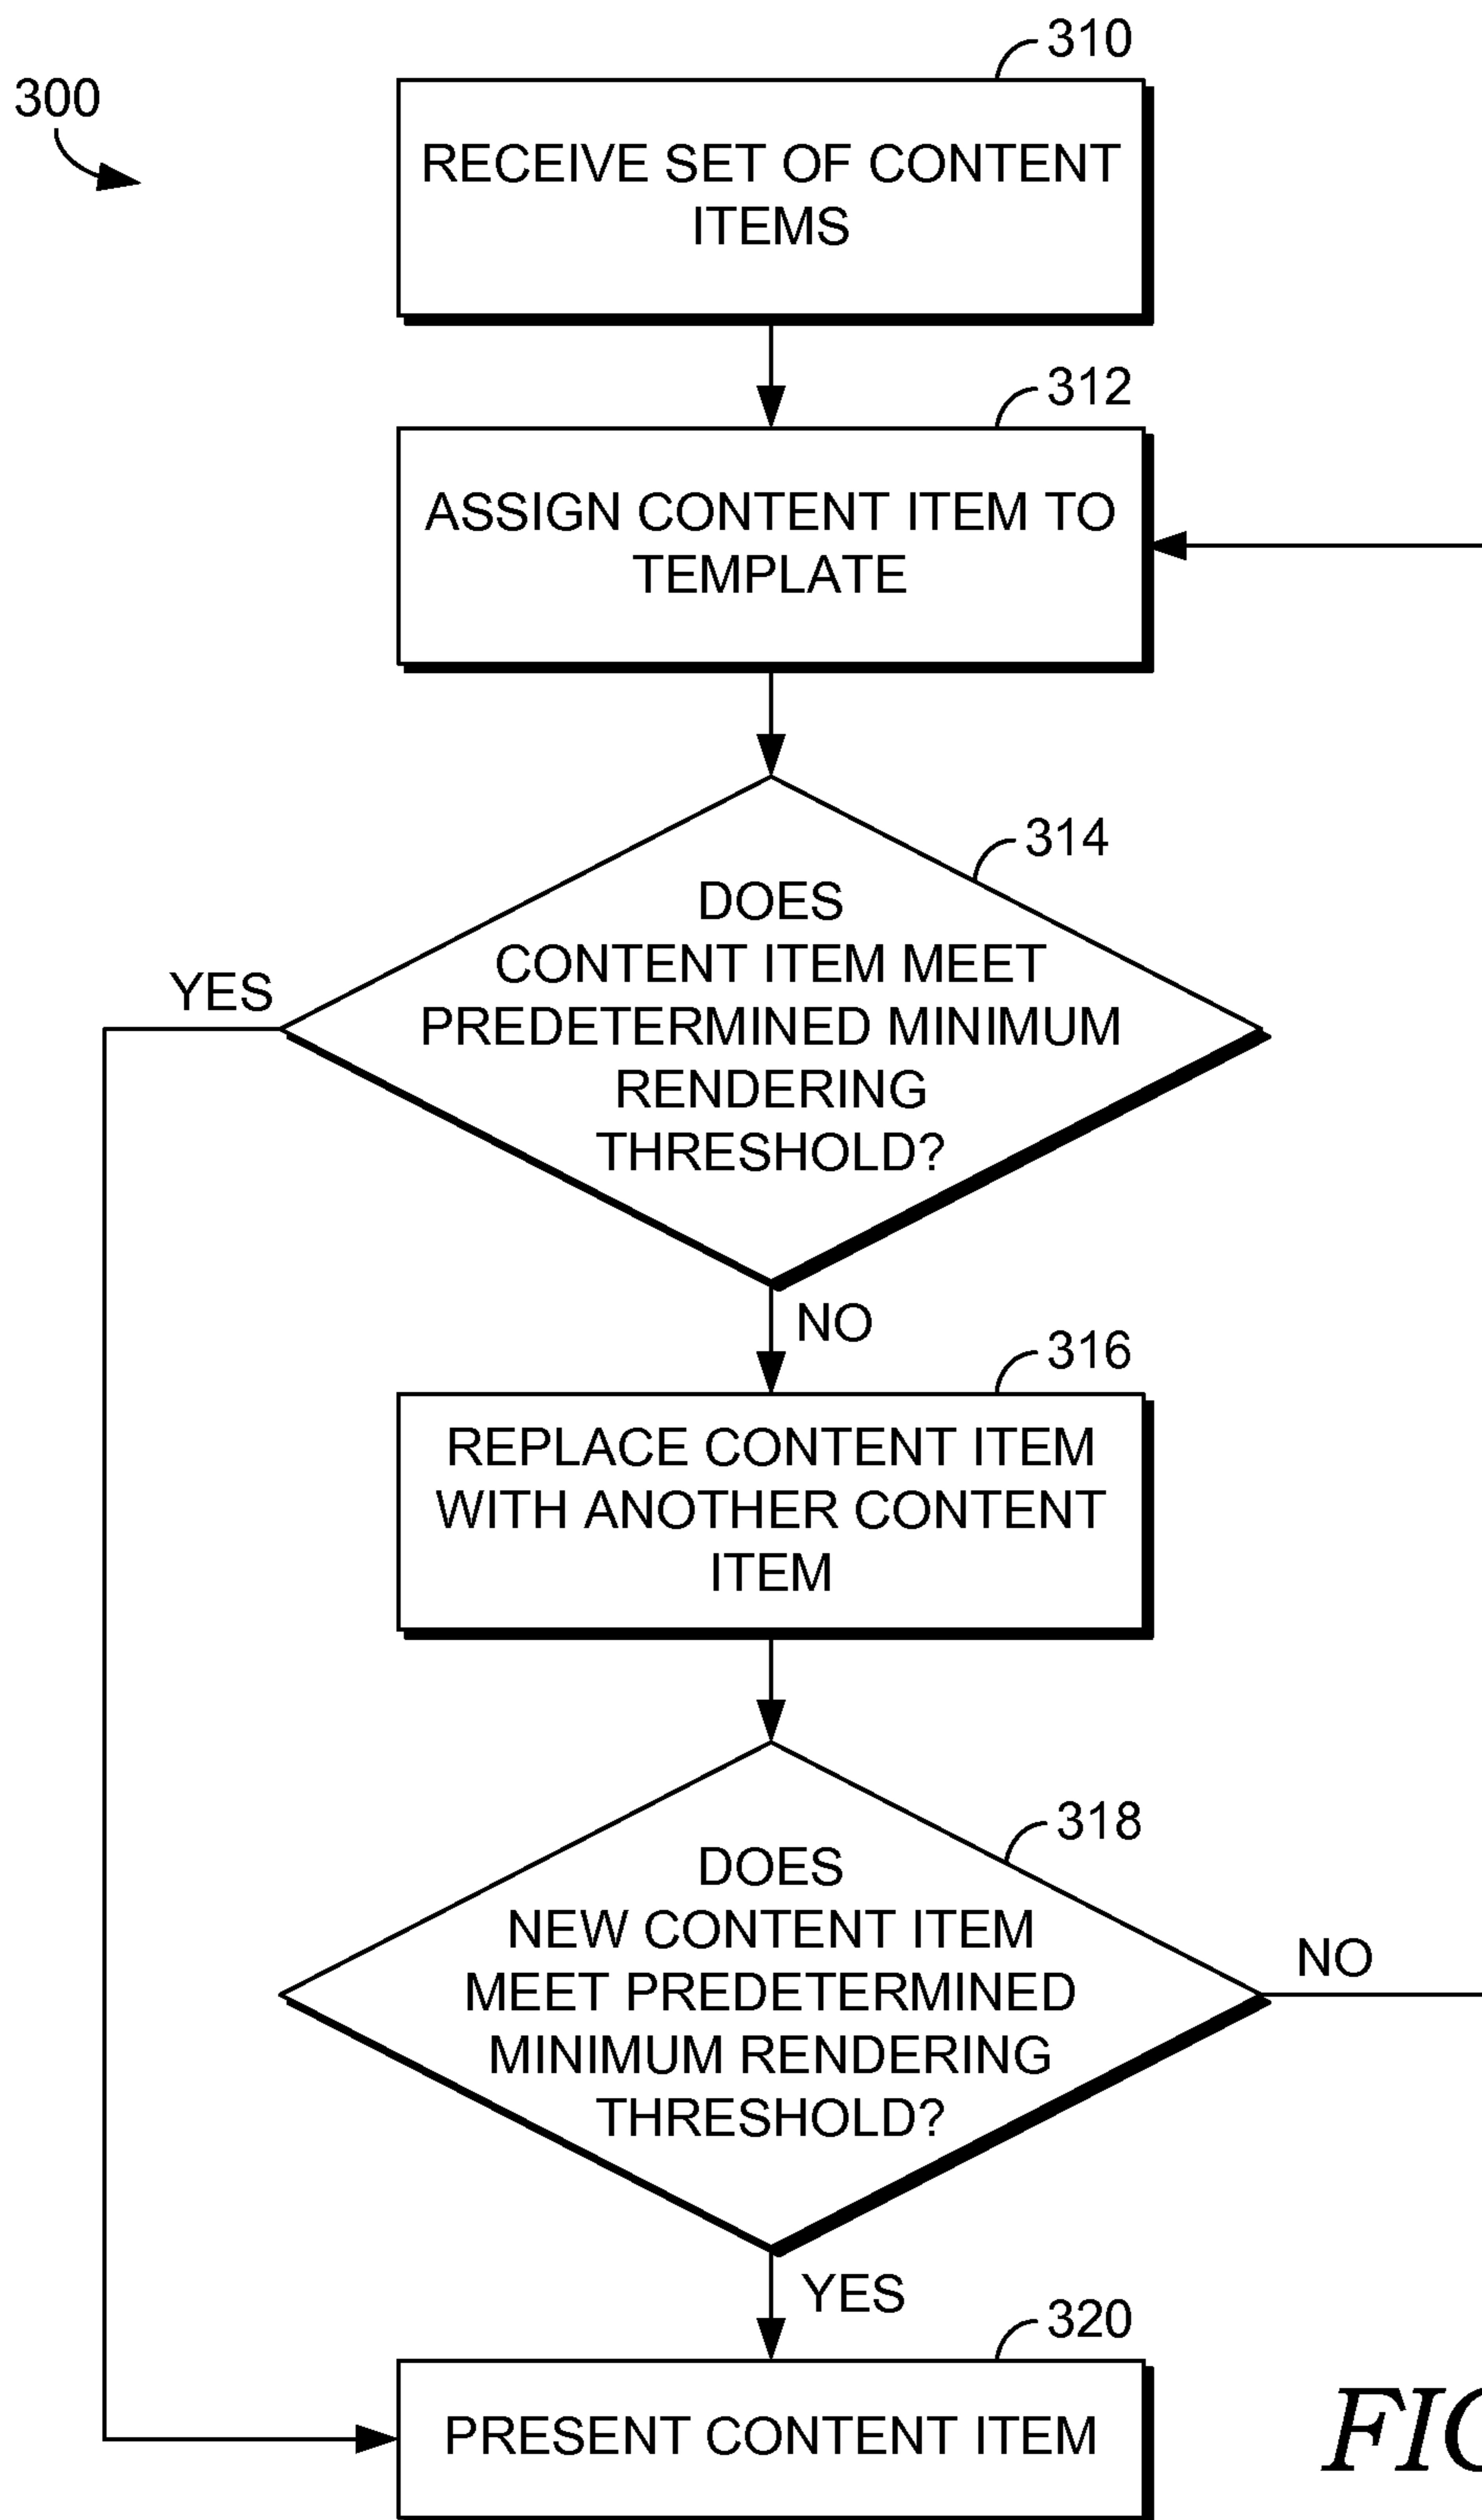 300
310
RECEIVE SET OF CONTENT
ITEMS
312
ASSIGN CONTENT ITEM TO
TEMPLATE
314
DOES
CONTENT ITEM MEET
PREDETERMINED MINIMUM
RENDERING
THRESHOLD?
YES
NO
316
REPLACE CONTENT ITEM
WITH ANOTHER CONTENT
ITEM
318
DOES
NEW CONTENT ITEM
MEET PREDETERMINED
MINIMUM RENDERING
THRESHOLD?
NO
YES
320
PRESENT CONTENT ITEM